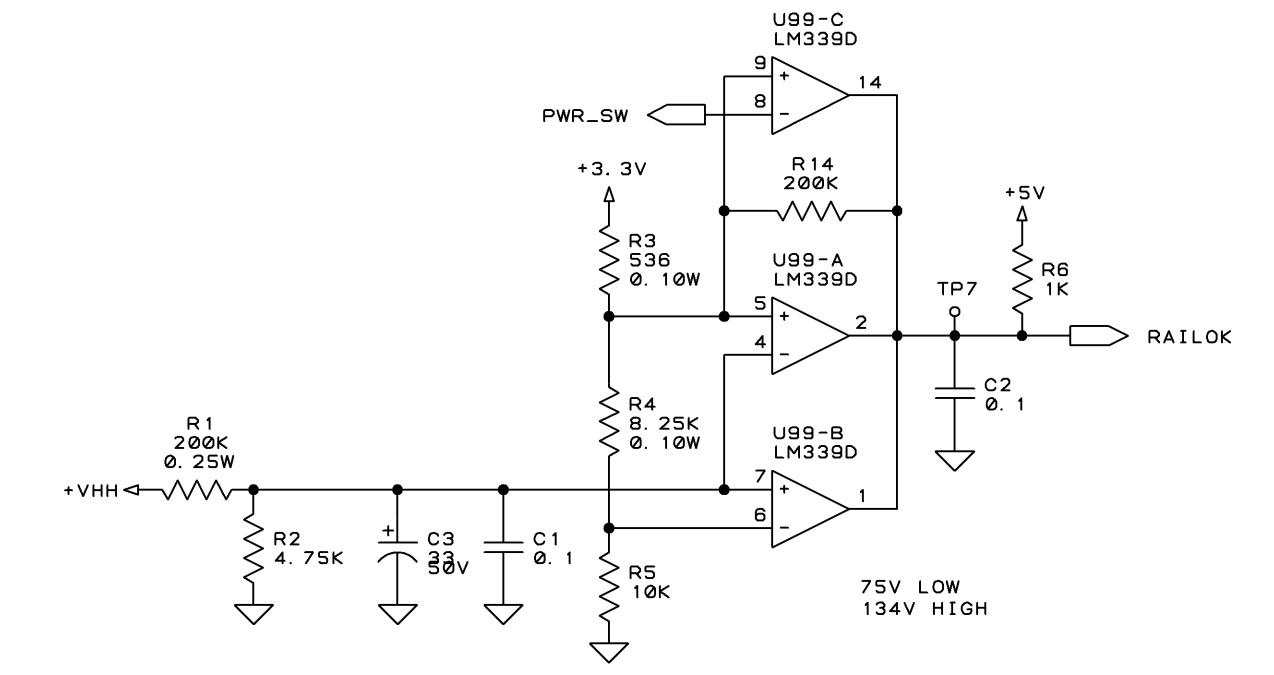 U99-C
LM339D
9
+
14
8
-
PWR_SW
+3.3V
R14
200K
+5V
R3
536
0.10W
U99-A
LM339D
R6
1K
TP7
5
+
2
4
-
RAILOK
C2
0.1
R4
8.25K
0.10W
R1
200K
0.25W
U99-B
LM339D
+VHH
7
+
1
6
-
R2
4.75K
+
C3
33
50V
C1
0.1
R5
10K
75V LOW
134V HIGH